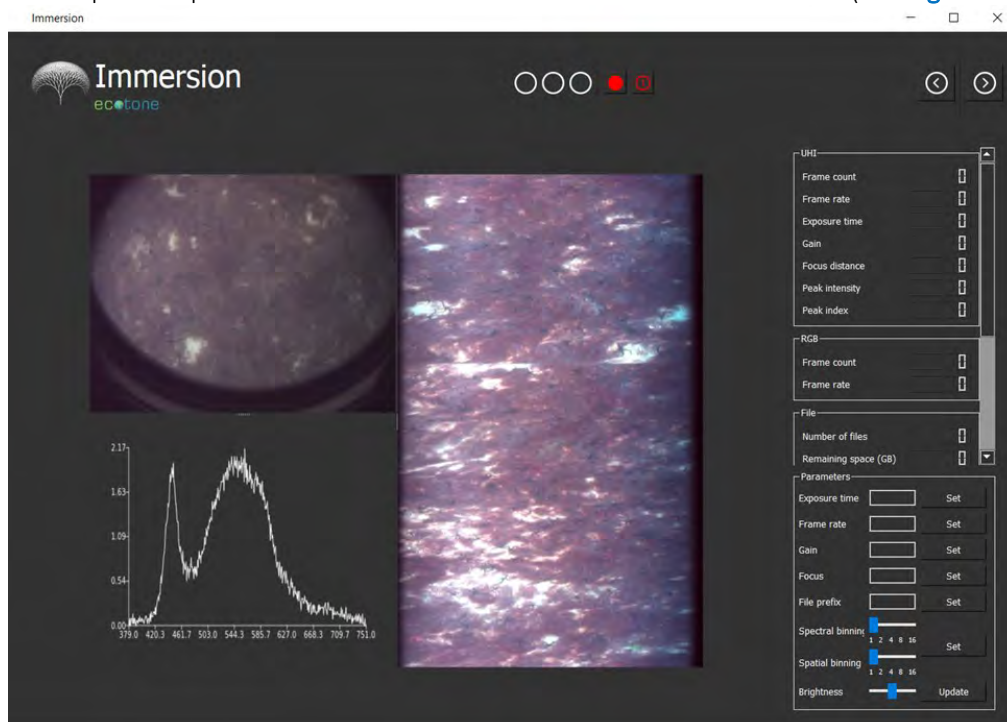 Immersion
Immersion
ecotone
UHI
Frame count
Frame rate
Exposure time
Gain
Focus distance
Peak intensity
Peak index
RGB
Frame count
Frame rate
File
Number of files
Remaining space (GB)
Parameters
Exposure time Set
Frame rate Set
Gain Set
Focus Set
File prefix Set
Spectral binning
1 2 4 8 16
Set
Spatial binning
1 2 4 8 16
Brightness Update
2.17
1.63
1.09
0.54
0.00
379.0 420.3 461.7 503.0 544.3 585.7 627.0 668.3 709.7 751.0